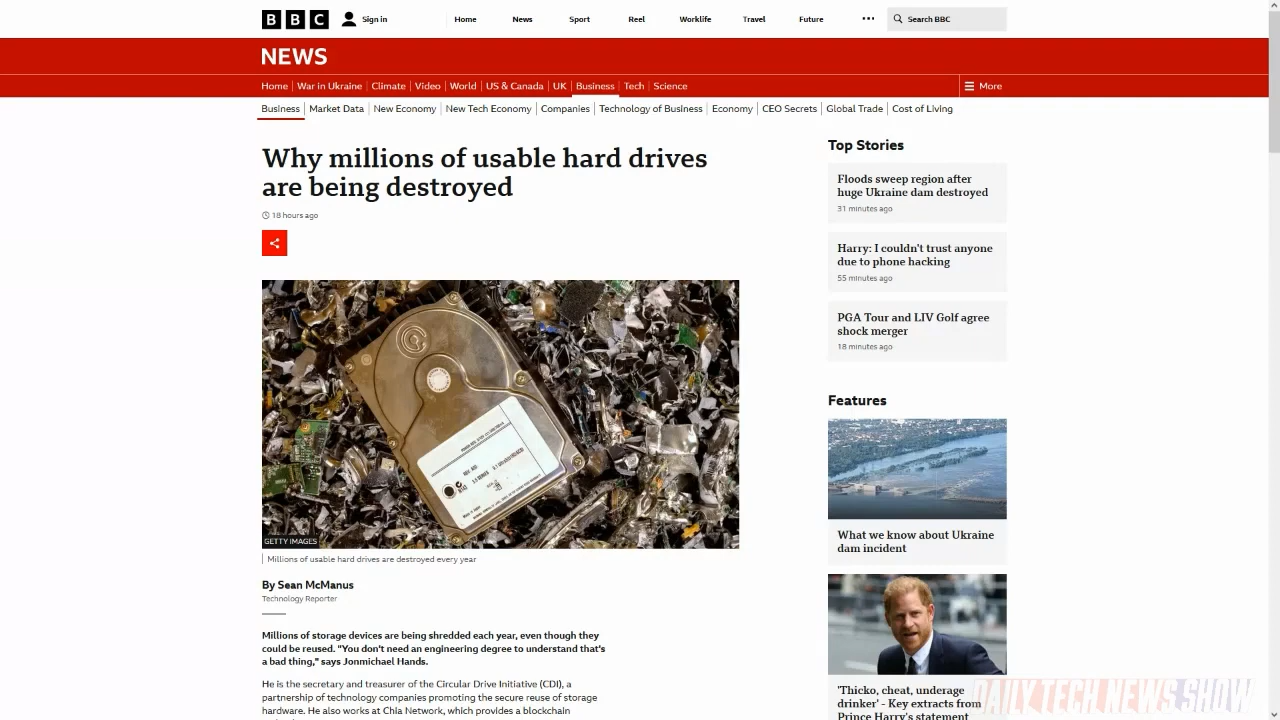 BBC
Sign in
Home
News
Sport
Reel
Worklife
Travel
Future
Search BBC
NEWS
Home
War in Ukraine
Climate
Video
World
US & Canada
UK
Business
Tech
Science
More
Business
Market Data
New Economy
New Tech Economy
Companies
Technology of Business
Economy
CEO Secrets
Global Trade
Cost of Living
Why millions of usable hard drives
are being destroyed
18 hours ago
GETTY IMAGES
Millions of usable hard drives are destroyed every year
By Sean McManus
Technology Reporter
Millions of storage devices are being shredded each year, even though they
could be reused. "You don't need an engineering degree to understand that's
a bad thing," says Jonmichael Hands.
He is the secretary and treasurer of the Circular Drive Initiative (CDI), a
partnership of technology companies promoting the secure reuse of storage
hardware. He also works at Chia Network, which provides a blockchain
Top Stories
Floods sweep region after
huge Ukraine dam destroyed
31 minutes ago
Harry: I couldn't trust anyone
due to phone hacking
55 minutes ago
PGA Tour and LIV Golf agree
shock merger
18 minutes ago
Features
What we know about Ukraine
dam incident
'Thicko, cheat, underage
drinker' - Key extracts from
Prince Harry's statement
DAILY TECH NEWS SHOW